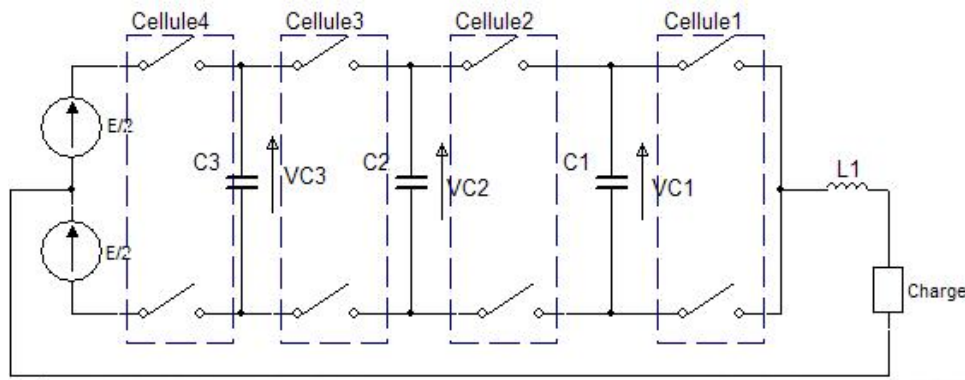 Cellule4 Cellule3 Cellule2 Cellule1
E/2
C3 VC3 C2 VC2 C1 VC1 L1
E/2
Charge